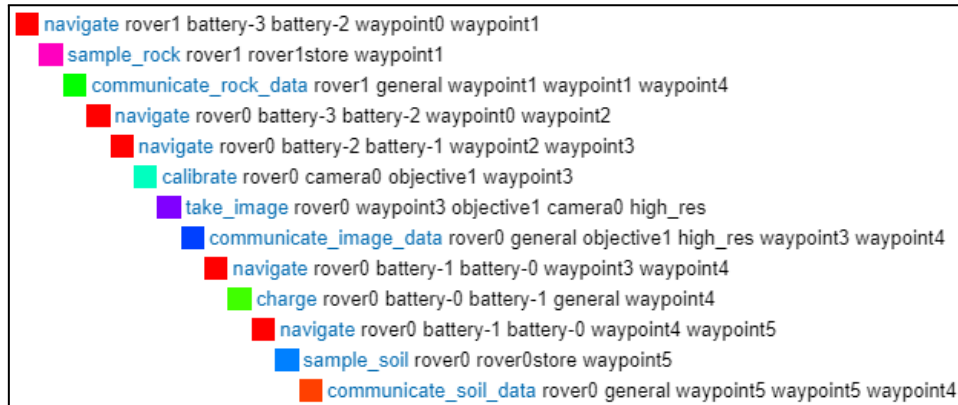 navigate rover1 battery-3 battery-2 waypoint0 waypoint1
sample_rock rover1 rover1store waypoint1
communicate_rock_data rover1 general waypoint1 waypoint1 waypoint4
navigate rover0 battery-3 battery-2 waypoint0 waypoint2
navigate rover0 battery-2 battery-1 waypoint2 waypoint3
calibrate rover0 camera0 objective1 waypoint3
take_image rover0 waypoint3 objective1 camera0 high_res
communicate_image_data rover0 general objective1 high_res waypoint3 waypoint4
navigate rover0 battery-1 battery-0 waypoint3 waypoint4
charge rover0 battery-0 battery-1 general waypoint4
navigate rover0 battery-1 battery-0 waypoint4 waypoint5
sample_soil rover0 rover0store waypoint5
communicate_soil_data rover0 general waypoint5 waypoint5 waypoint4